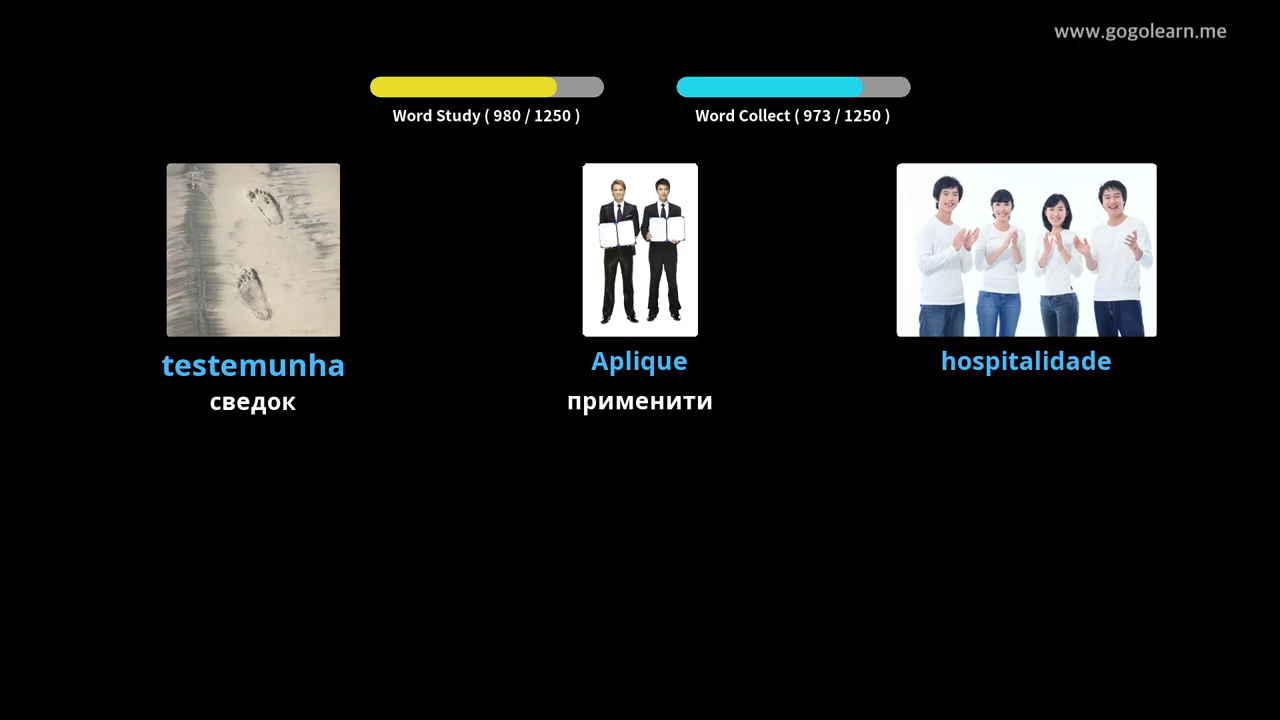 www.gogolearn.me
Word Study ( 980 / 1250 )
Word Collect ( 973 / 1250 )
testemunha
сведок
Aplique
применити
hospitalidade